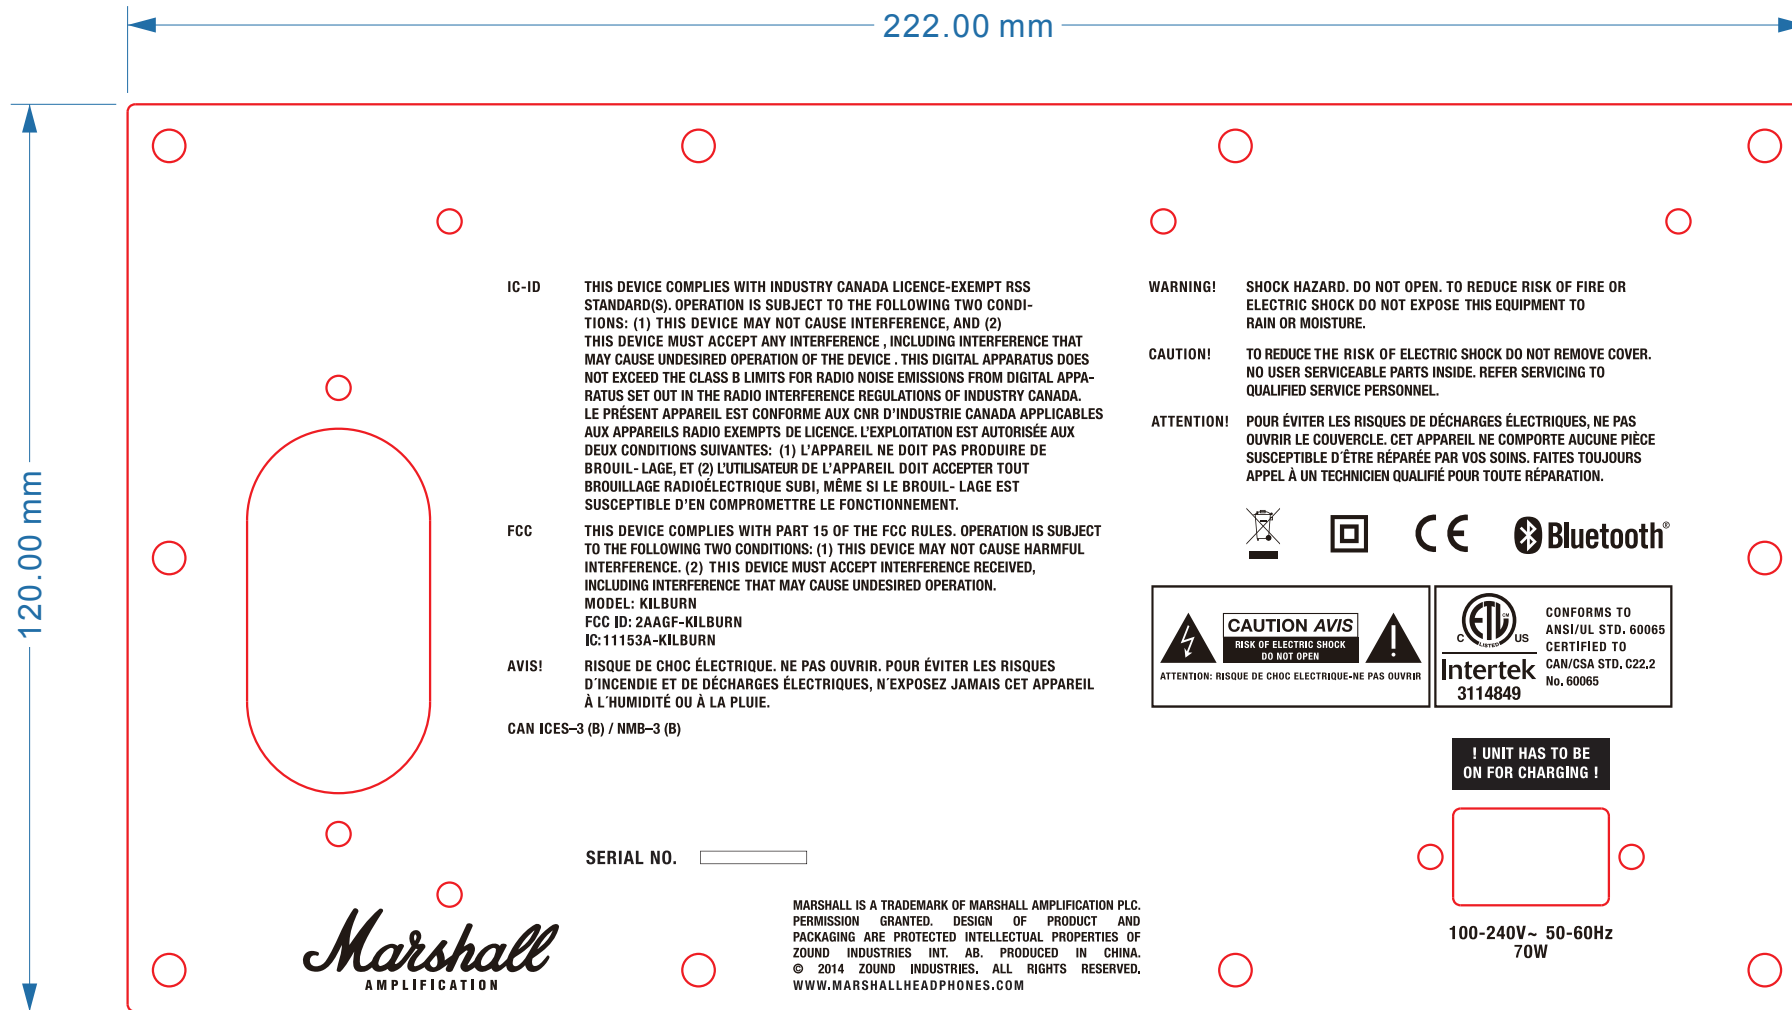 222.00 mm
120.00 mm
IC-ID
THIS DEVICE COMPLIES WITH INDUSTRY CANADA LICENCE-EXEMPT RSS
STANDARD(S). OPERATION IS SUBJECT TO THE FOLLOWING TWO CONDI-
TIONS: (1) THIS DEVICE MAY NOT CAUSE INTERFERENCE, AND (2)
THIS DEVICE MUST ACCEPT ANY INTERFERENCE , INCLUDING INTERFERENCE THAT
MAY CAUSE UNDESIRED OPERATION OF THE DEVICE . THIS DIGITAL APPARATUS DOES
NOT EXCEED THE CLASS B LIMITS FOR RADIO NOISE EMISSIONS FROM DIGITAL APPA-
RATUS SET OUT IN THE RADIO INTERFERENCE REGULATIONS OF INDUSTRY CANADA.
LE PRÉSENT APPAREIL EST CONFORME AUX CNR D'INDUSTRIE CANADA APPLICABLES
AUX APPAREILS RADIO EXEMPTS DE LICENCE. L'EXPLOITATION EST AUTORISÉE AUX
DEUX CONDITIONS SUIVANTES: (1) L'APPAREIL NE DOIT PAS PRODUIRE DE
BROUIL- LAGE, ET (2) L'UTILISATEUR DE L'APPAREIL DOIT ACCEPTER TOUT
BROUILLAGE RADIOÉLECTRIQUE SUBI, MÊME SI LE BROUIL- LAGE EST
SUSCEPTIBLE D'EN COMPROMETTRE LE FONCTIONNEMENT.
FCC
THIS DEVICE COMPLIES WITH PART 15 OF THE FCC RULES. OPERATION IS SUBJECT
TO THE FOLLOWING TWO CONDITIONS: (1) THIS DEVICE MAY NOT CAUSE HARMFUL
INTERFERENCE. (2) THIS DEVICE MUST ACCEPT INTERFERENCE RECEIVED,
INCLUDING INTERFERENCE THAT MAY CAUSE UNDESIRED OPERATION.
MODEL: KILBURN
FCC ID: 2AAGF-KILBURN
IC:11153A-KILBURN
AVIS!
RISQUE DE CHOC ÉLECTRIQUE. NE PAS OUVRIR. POUR ÉVITER LES RISQUES
D´INCENDIE ET DE DÉCHARGES ÉLECTRIQUES, N´EXPOSEZ JAMAIS CET APPAREIL
À L´HUMIDITÉ OU À LA PLUIE.
CAN ICES–3 (B) / NMB–3 (B)
SERIAL NO.
Marshall
AMPLIFICATION
MARSHALL IS A TRADEMARK OF MARSHALL AMPLIFICATION PLC.
PERMISSION GRANTED. DESIGN OF PRODUCT AND
PACKAGING ARE PROTECTED INTELLECTUAL PROPERTIES OF
ZOUND INDUSTRIES INT. AB. PRODUCED IN CHINA.
© 2014 ZOUND INDUSTRIES. ALL RIGHTS RESERVED.
WWW.MARSHALLHEADPHONES.COM
WARNING!
SHOCK HAZARD. DO NOT OPEN. TO REDUCE RISK OF FIRE OR
ELECTRIC SHOCK DO NOT EXPOSE THIS EQUIPMENT TO
RAIN OR MOISTURE.
CAUTION!
TO REDUCE THE RISK OF ELECTRIC SHOCK DO NOT REMOVE COVER.
NO USER SERVICEABLE PARTS INSIDE. REFER SERVICING TO
QUALIFIED SERVICE PERSONNEL.
ATTENTION!
POUR ÉVITER LES RISQUES DE DÉCHARGES ÉLECTRIQUES, NE PAS
OUVRIR LE COUVERCLE. CET APPAREIL NE COMPORTE AUCUNE PIÈCE
SUSCEPTIBLE D´ÊTRE RÉPARÉE PAR VOS SOINS. FAITES TOUJOURS
APPEL À UN TECHNICIEN QUALIFIÉ POUR TOUTE RÉPARATION.
CE
Bluetooth®
CAUTION AVIS
RISK OF ELECTRIC SHOCK
DO NOT OPEN
ATTENTION: RISQUE DE CHOC ELECTRIQUE-NE PAS OUVRIR
ETL CM
C LISTED US
Intertek
3114849
CONFORMS TO
ANSI/UL STD. 60065
CERTIFIED TO
CAN/CSA STD. C22.2
No. 60065
! UNIT HAS TO BE
ON FOR CHARGING !
100-240V~ 50-60Hz
70W